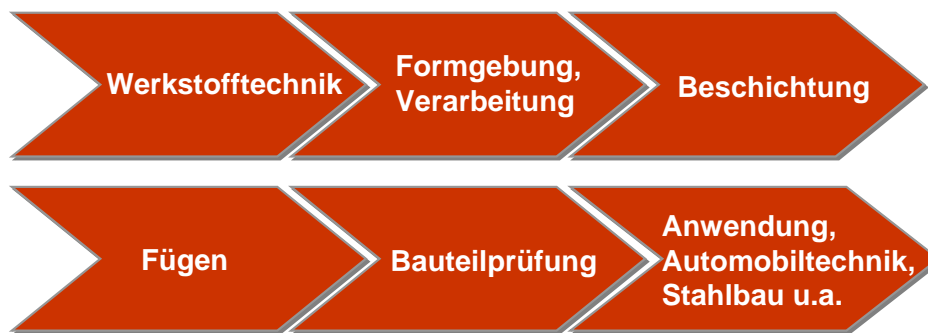 Werkstofftechnik
Formgebung,
Verarbeitung
Beschichtung
Fügen
Bauteilprüfung
Anwendung,
Automobiltechnik,
Stahlbau u.a.